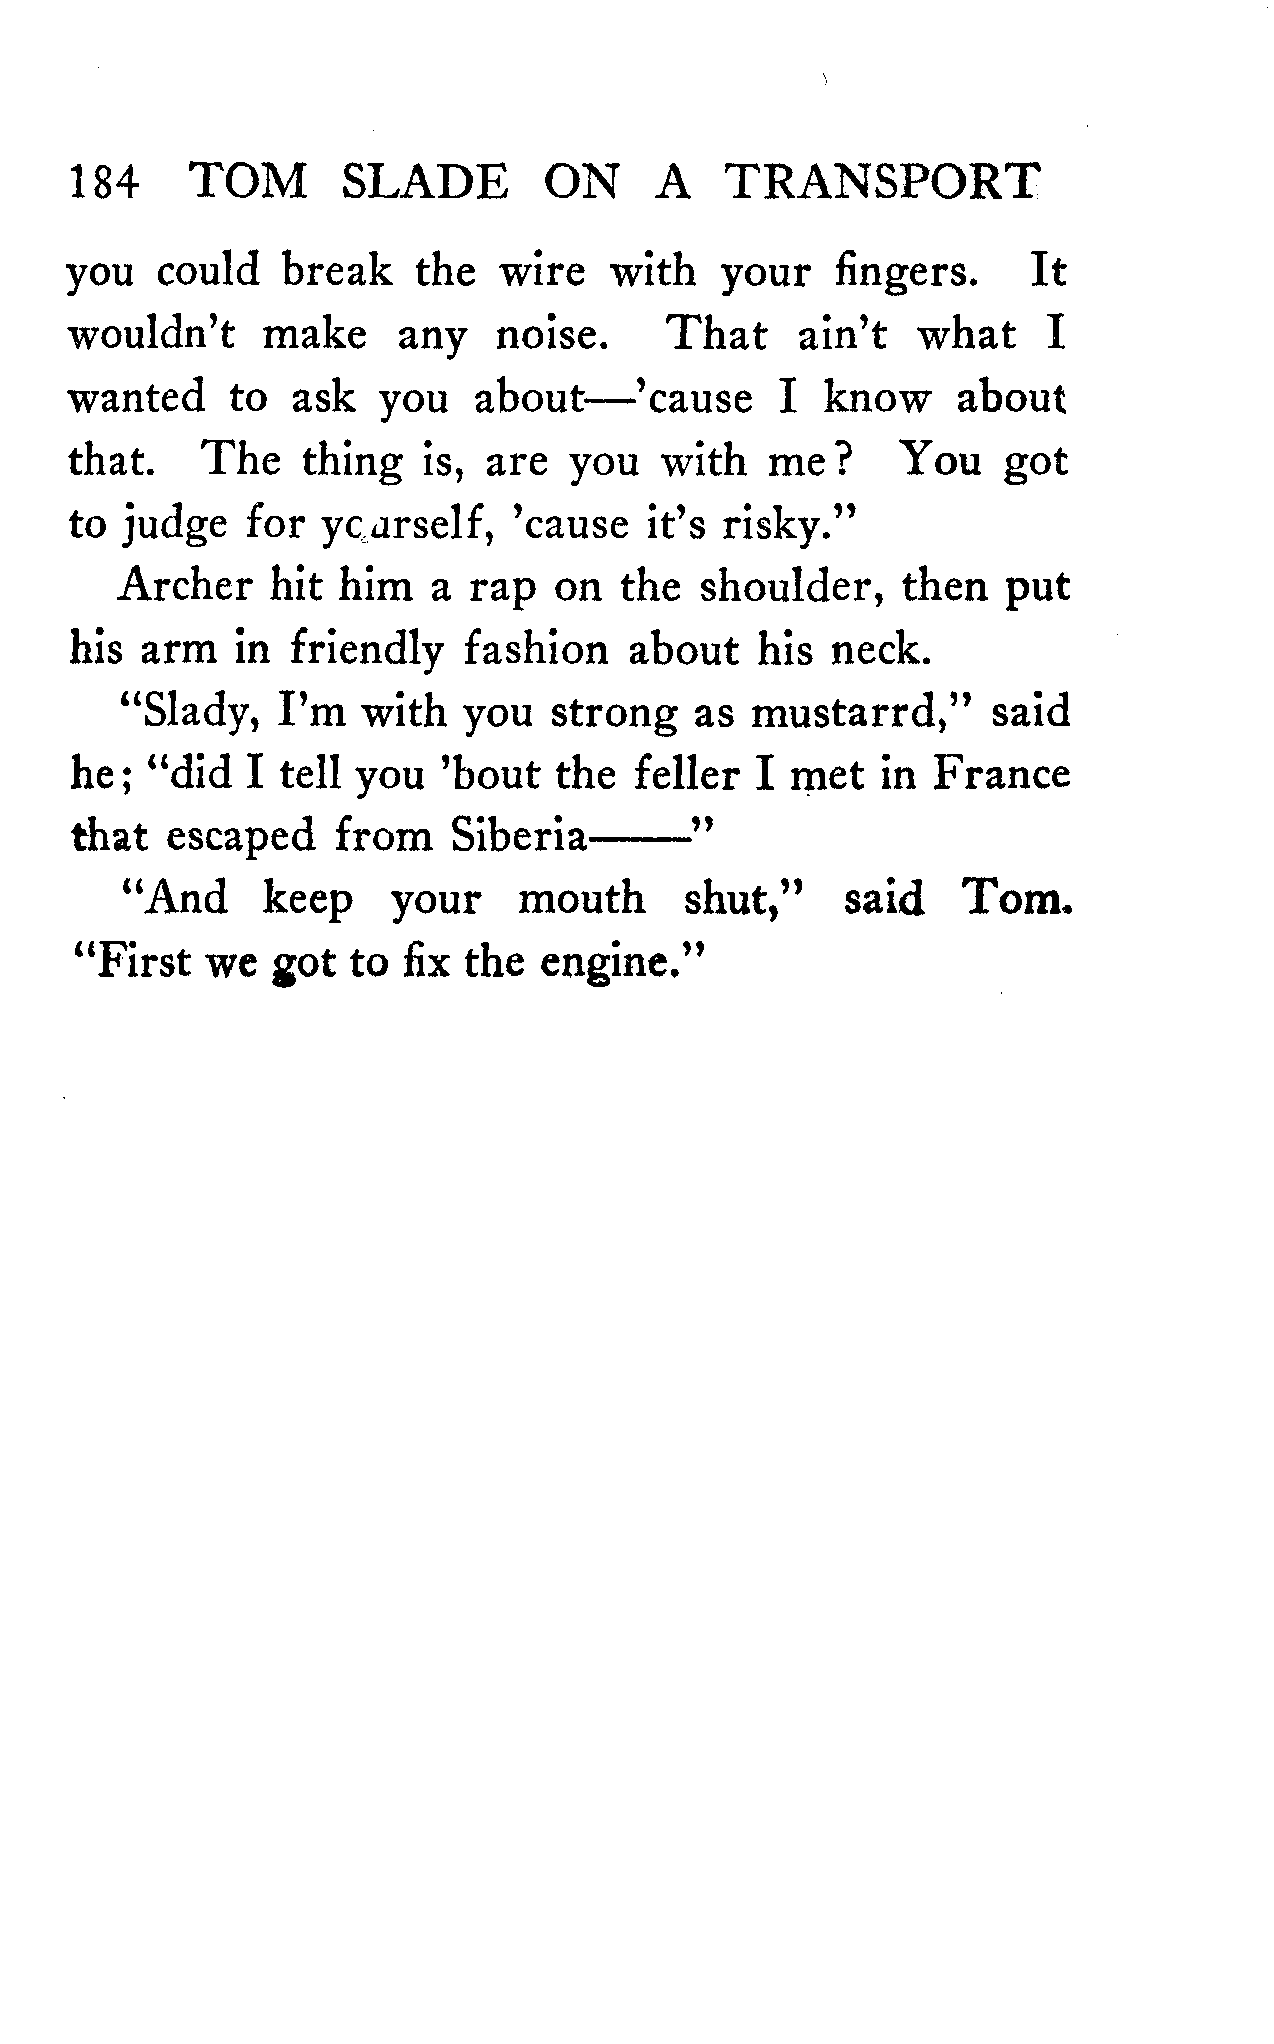 184 TOM SLADE ON A TRANSPORT
you could break the wire with your fingers. It
wouldn't make any noise. That ain't what I
wanted to ask you about—'cause I know about
that. The thing is, are you with me? You got
to judge for yourself, 'cause it's risky."
Archer hit him a rap on the shoulder, then put
his arm in friendly fashion about his neck.
"Slady, I'm with you strong as mustarrd," said
he; "did I tell you 'bout the feller I met in France
that escaped from Siberia——"
"And keep your mouth shut," said Tom.
"First we got to fix the engine."